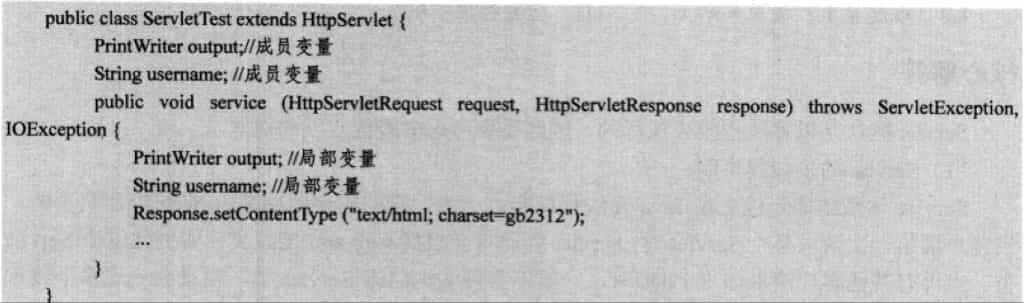 public class ServletTest extends HttpServlet {
PrintWriter output;//成员变量
String username; //成员变量
public void service (HttpServletRequest request, HttpServletResponse response) throws ServletException,
IOException {
PrintWriter output; //局部变量
String username; //局部变量
Response.setContentType ("text/html; charset=gb2312");
...
}
}